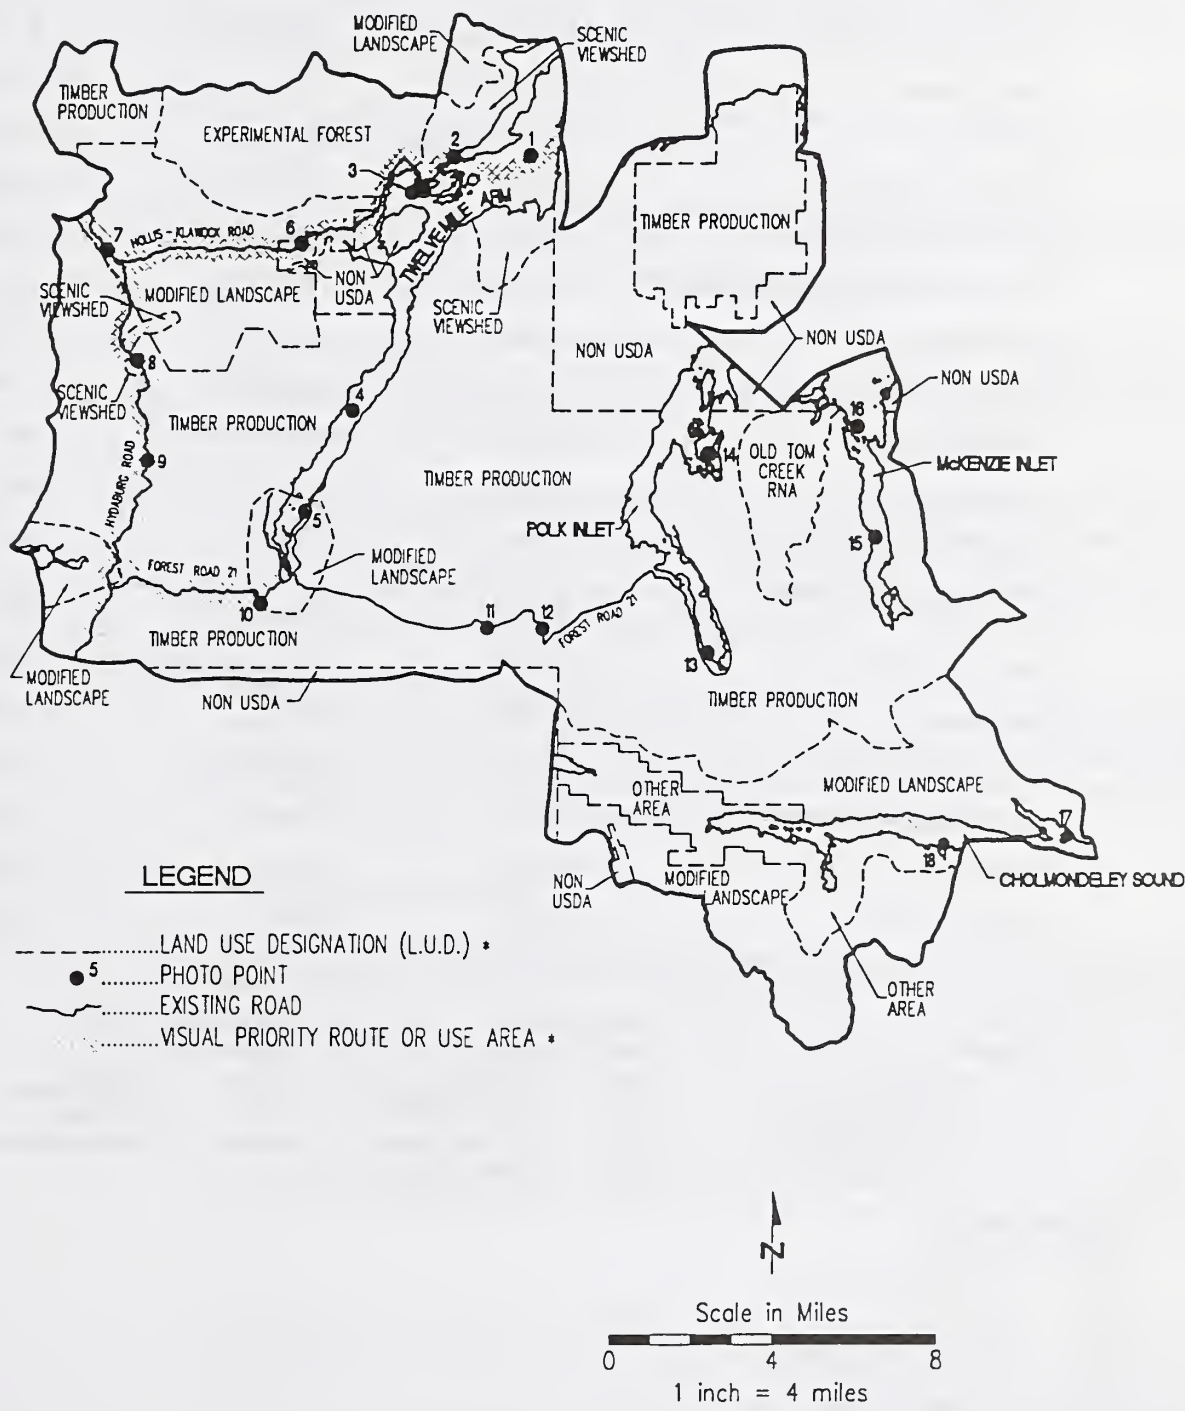 MODIFIED
LANDSCAPE
SCENIC
VIEWSHED
TIMBER
PRODUCTION
EXPERIMENTAL FOREST
2
1
3
TIMBER PRODUCTION
7
HOLLIS-KLAWOCK ROAD
6
TWELVE MILE ARM
SCENIC
VIEWSHED
MODIFIED LANDSCAPE
NON
USDA
SCENIC
VIEWSHED
NON USDA
NON USDA
8
SCENIC
VIEWSHED
NON USDA
4
TIMBER PRODUCTION
16
14
OLD TOM
CREEK
RNA
McKENZIE INLET
9
HYDABURG ROAD
TIMBER PRODUCTION
5
POLK INLET
15
FOREST ROAD 21
MODIFIED
LANDSCAPE
10
11
12
FOREST ROAD 21
TIMBER PRODUCTION
13
MODIFIED
LANDSCAPE
NON USDA
TIMBER PRODUCTION
OTHER
AREA
MODIFIED LANDSCAPE
17
18
NON
USDA
MODIFIED
LANDSCAPE
CHOLMONDELEY SOUND
OTHER
AREA
LEGEND
LAND USE DESIGNATION (L.U.D.) *
5 PHOTO POINT
EXISTING ROAD
VISUAL PRIORITY ROUTE OR USE AREA *
N
Scale in Miles
0 4 8
1 inch = 4 miles